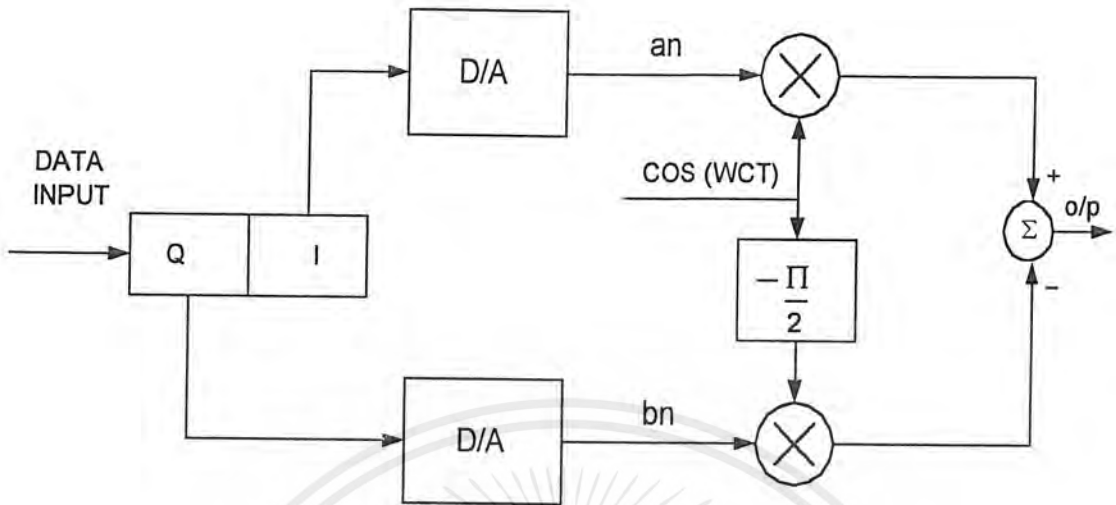 D/A
an
DATA
INPUT
COS (WCT)
+
o/p
Q
I
Σ
− Π
2
−
D/A
bn